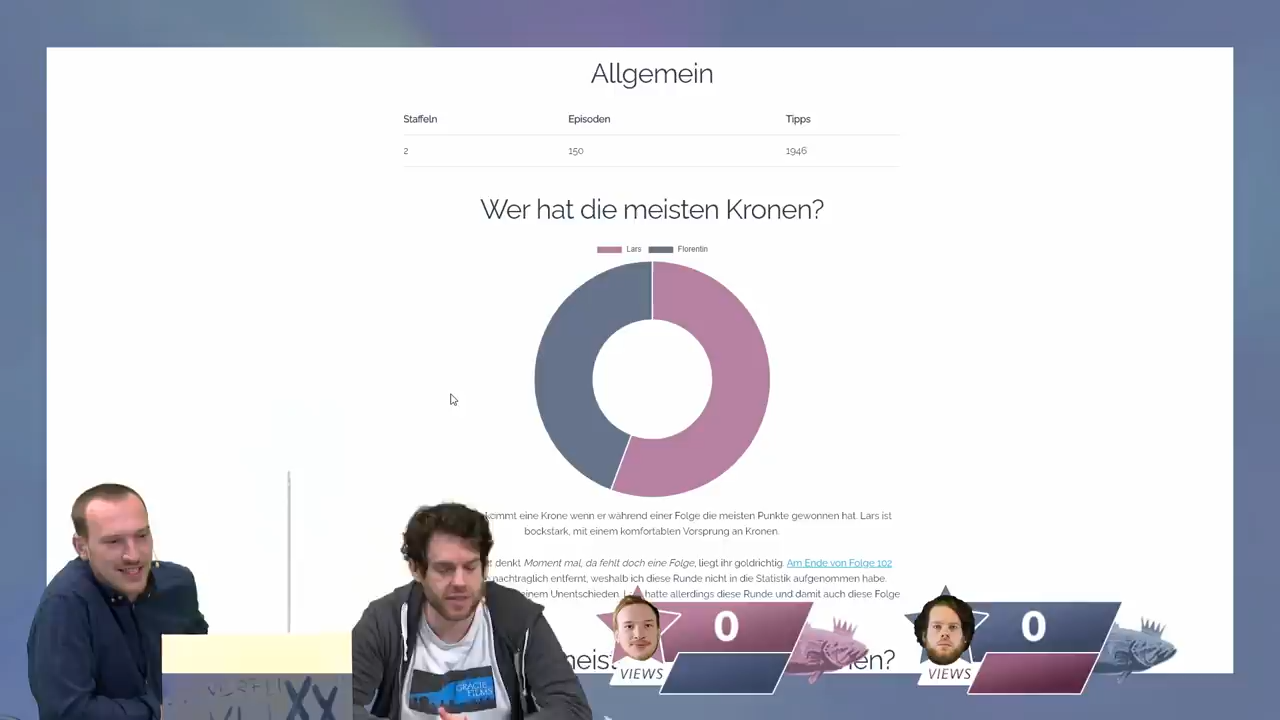 Allgemein
Staffeln Episoden Tipps
2 150 1946
Wer hat die meisten Kronen?
Lars Florentin
kommt eine Krone wenn er während einer Folge die meisten Punkte gewonnen hat. Lars ist
bockstark, mit einem komfortablen Vorsprung an Kronen.
denkt Moment mal, da fehlt doch eine Folge, liegt ihr goldrichtig. Am Ende von Folge 102
nachträglich entfernt, weshalb ich diese Runde nicht in die Statistik aufgenommen habe.
einem Unentschieden. hatte allerdings diese Runde und damit auch diese Folge
0
VIEWS
0
VIEWS
GRACIE
FILMS